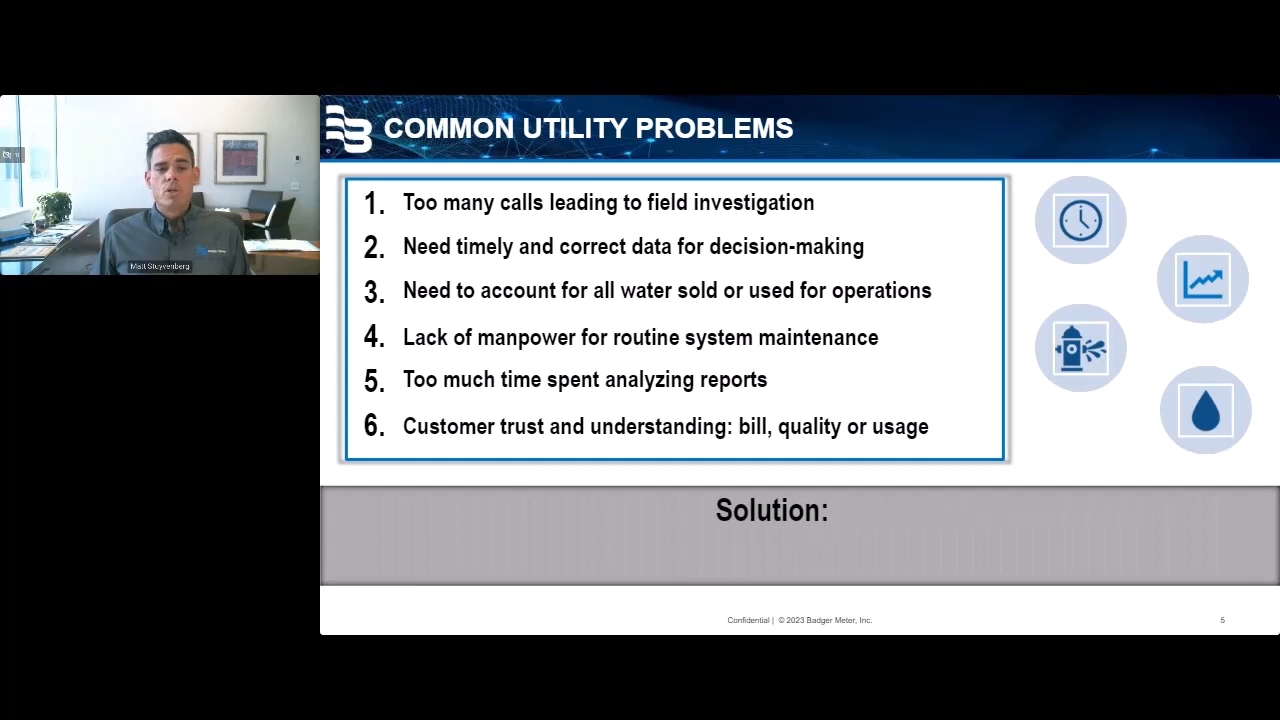 COMMON UTILITY PROBLEMS
1. Too many calls leading to field investigation
2. Need timely and correct data for decision-making
3. Need to account for all water sold or used for operations
4. Lack of manpower for routine system maintenance
5. Too much time spent analyzing reports
6. Customer trust and understanding: bill, quality or usage
Matt Stuyvenberg
Solution:
Confidential | © 2023 Badger Meter, Inc.
5